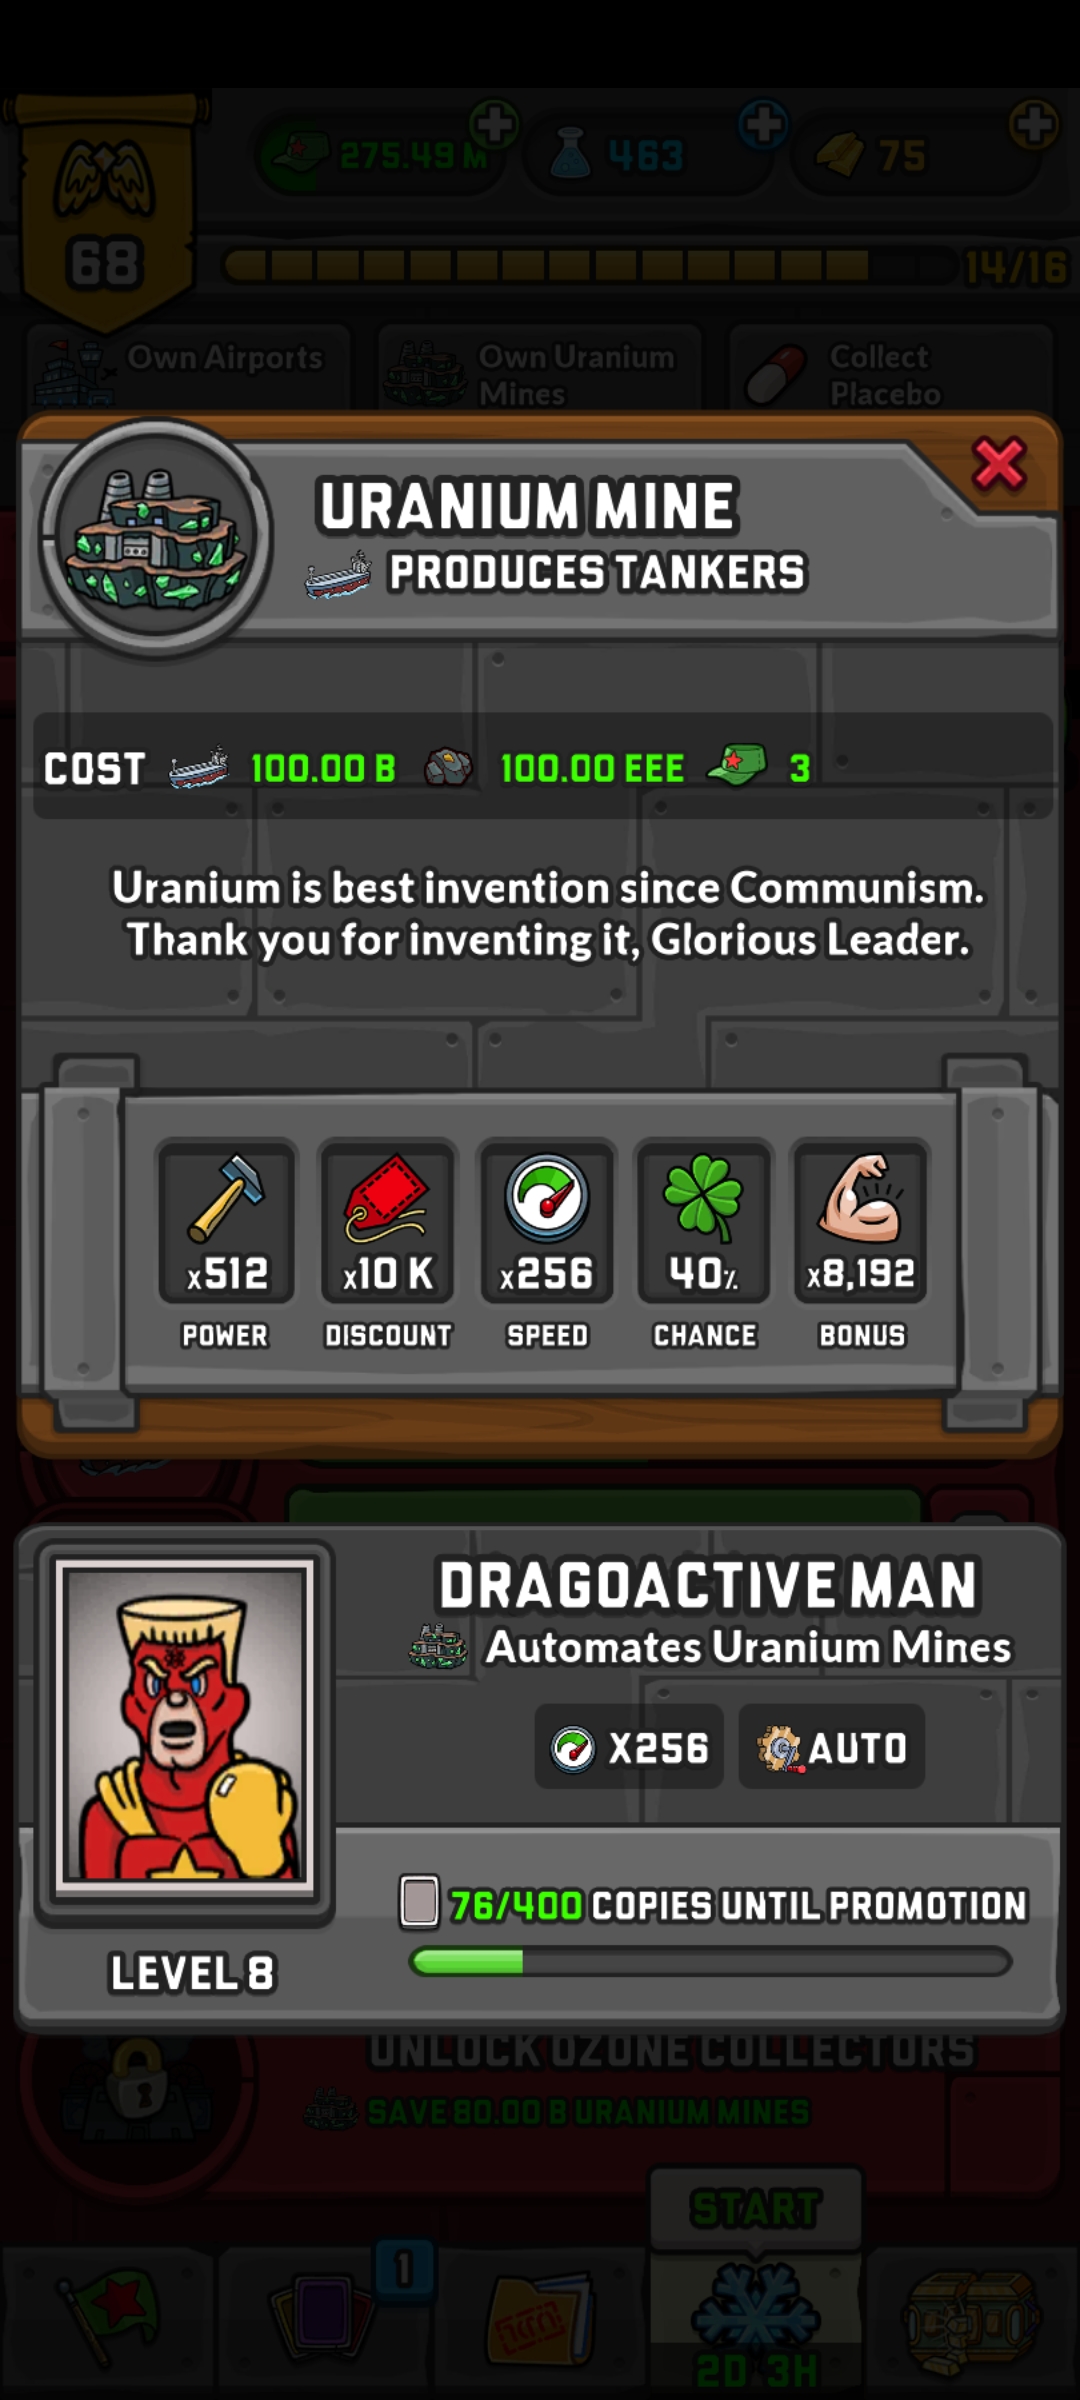 275.49 M
463
75
68
14/16
Own Airports
Own Uranium
Mines
Collect
Placebo
URANIUM MINE
PRODUCES TANKERS
COST 100.00 B 100.00 EEE 3
Uranium is best invention since Communism.
Thank you for inventing it, Glorious Leader.
x512
x10 K
x256
40%
x8,192
POWER
DISCOUNT
SPEED
CHANCE
BONUS
DRAGOACTIVE MAN
Automates Uranium Mines
X256
AUTO
76/400 COPIES UNTIL PROMOTION
LEVEL 8
UNLOCK OZONE COLLECTORS
SAVE 80.00 B URANIUM MINES
START
1
2D 3H